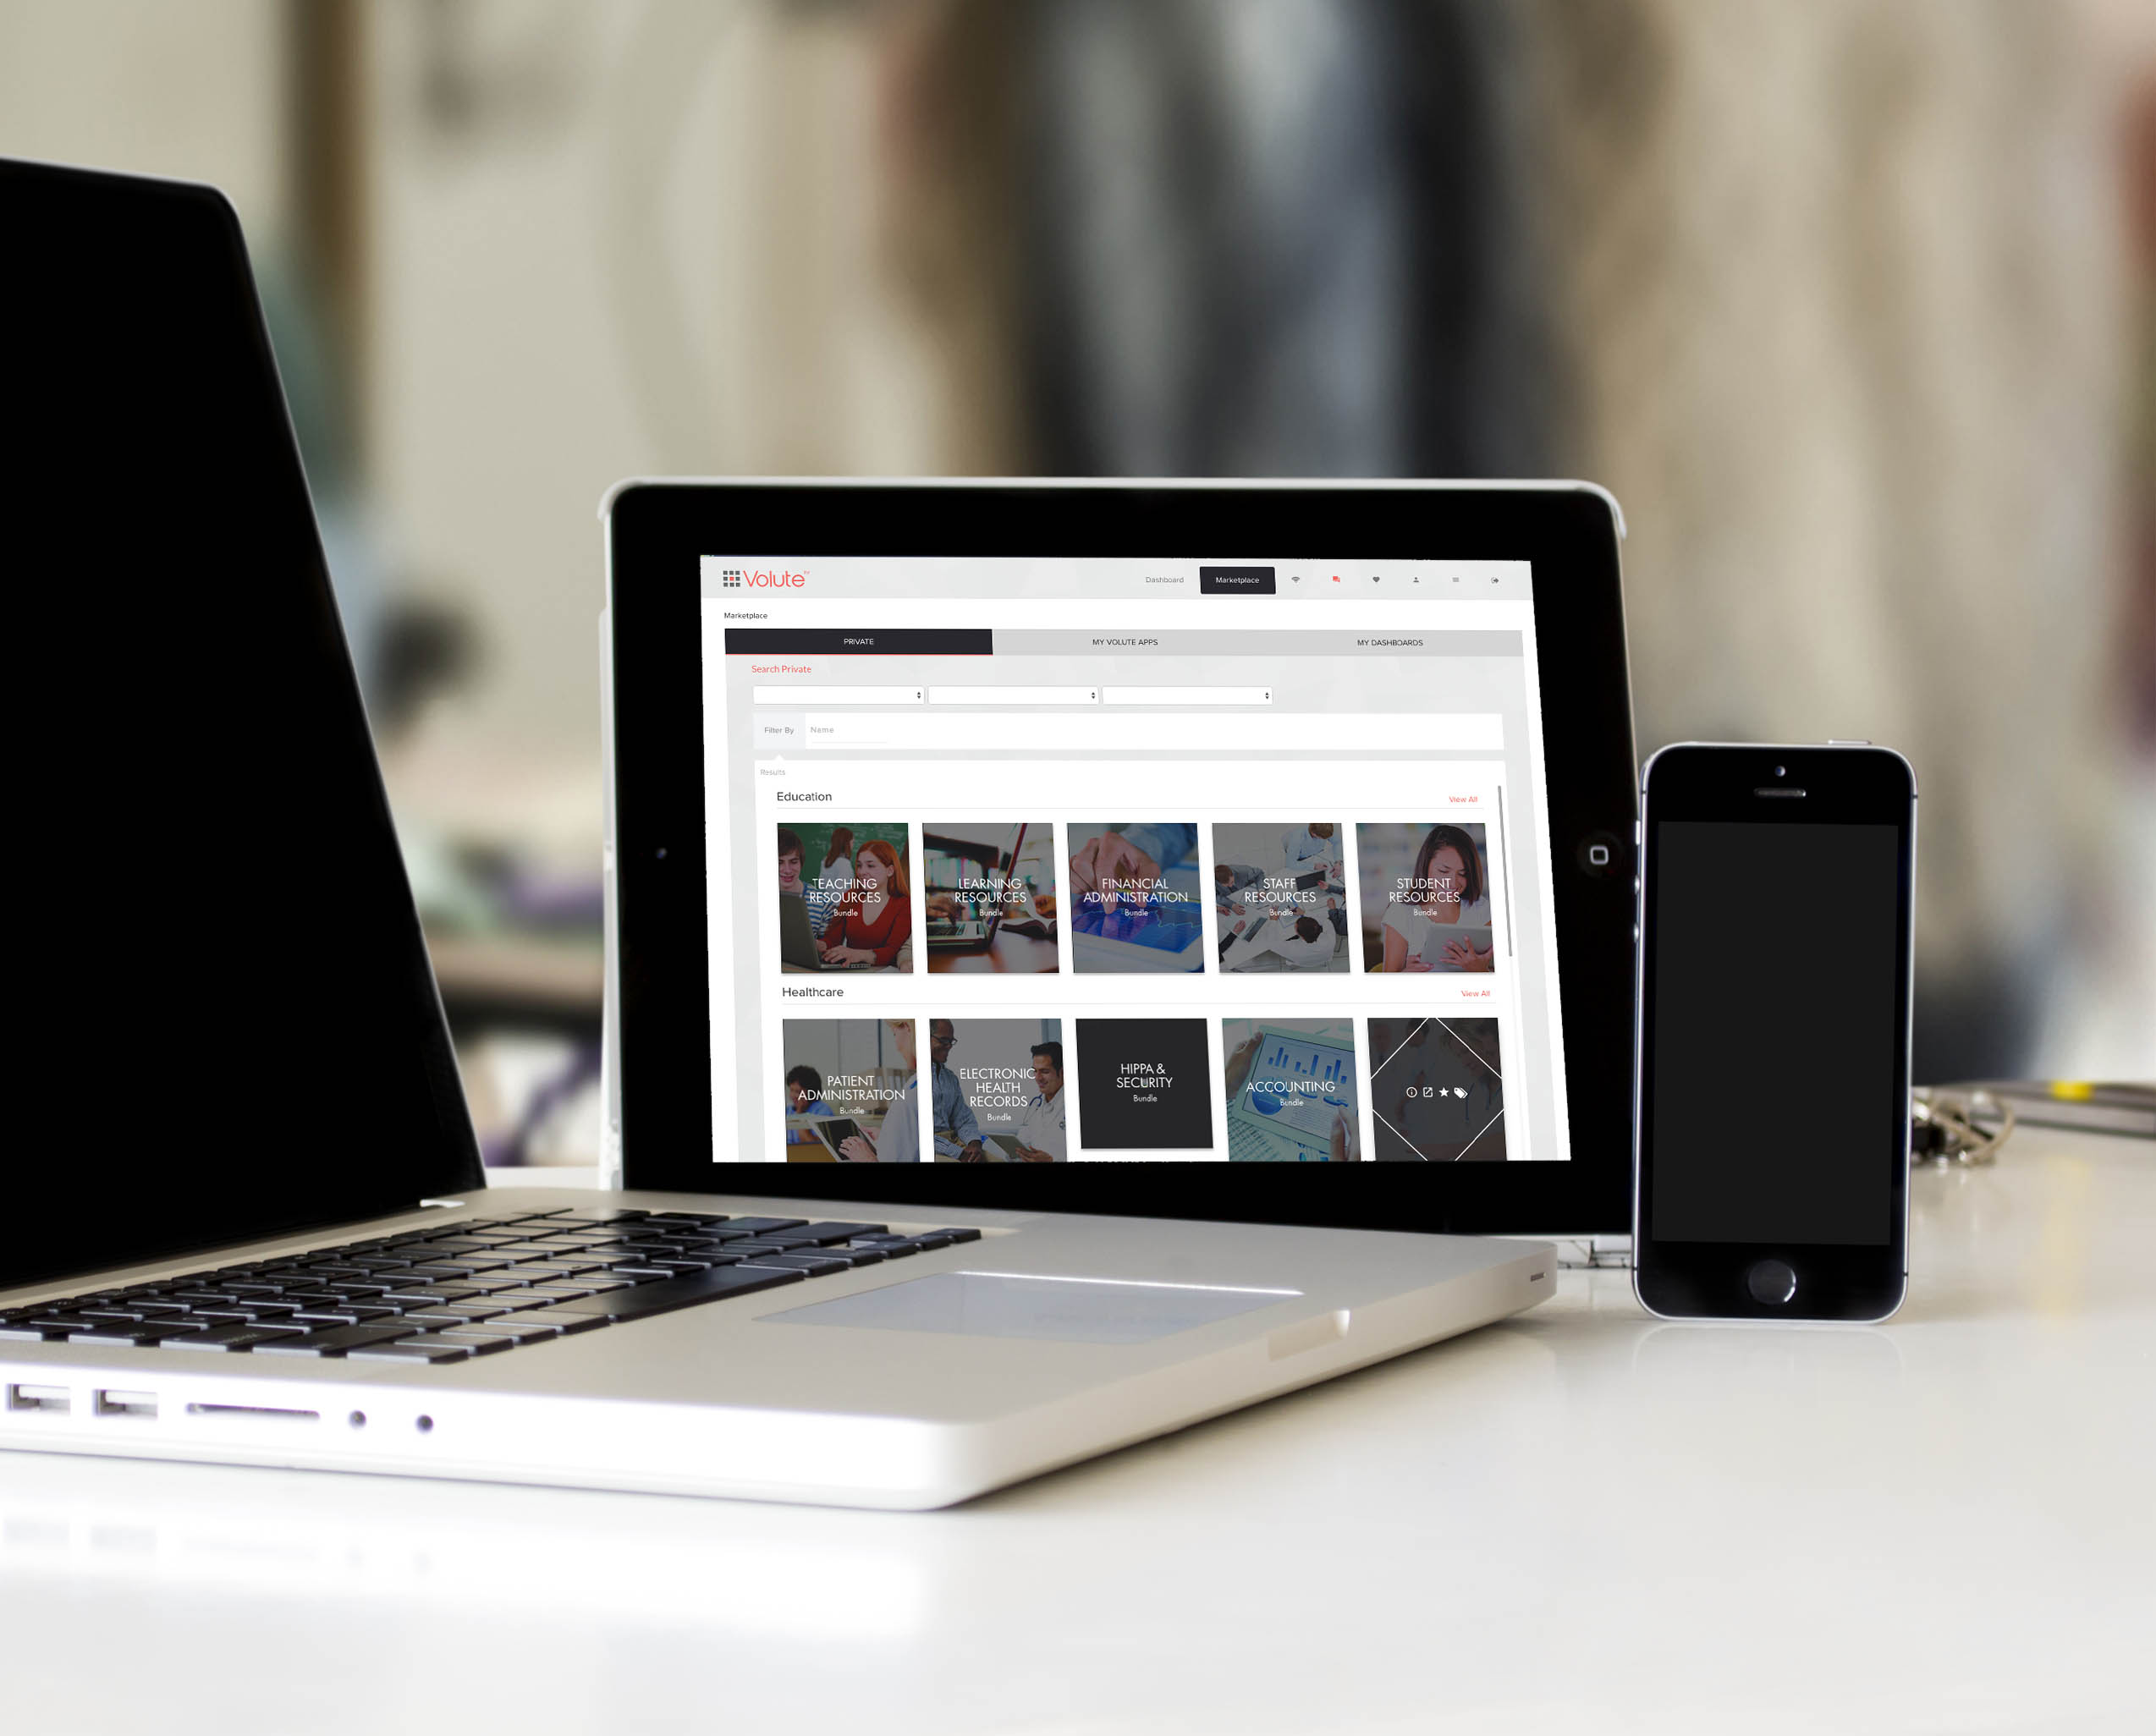 Volute™
Dashboard
Marketplace
Marketplace
PRIVATE
MY VOLUTE APPS
MY DASHBOARDS
Search Private
Filter By
Name
Results
Education
View All
TEACHING
RESOURCES
Bundle
LEARNING
RESOURCES
Bundle
FINANCIAL
ADMINISTRATION
Bundle
STAFF
RESOURCES
Bundle
STUDENT
RESOURCES
Bundle
Healthcare
View All
PATIENT
ADMINISTRATION
Bundle
ELECTRONIC
HEALTH
RECORDS
Bundle
HIPPA &
SECURITY
Bundle
ACCOUNTING
Bundle